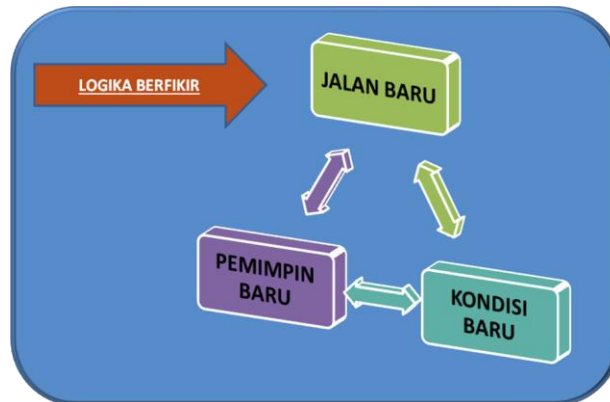 LOGIKA BERFIKIR
JALAN BARU
PEMIMPIN
BARU
KONDISI
BARU